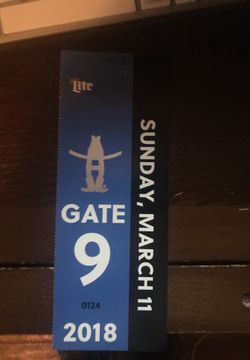 Lite
GATE
9
0124
2018
SUNDAY, MARCH 11